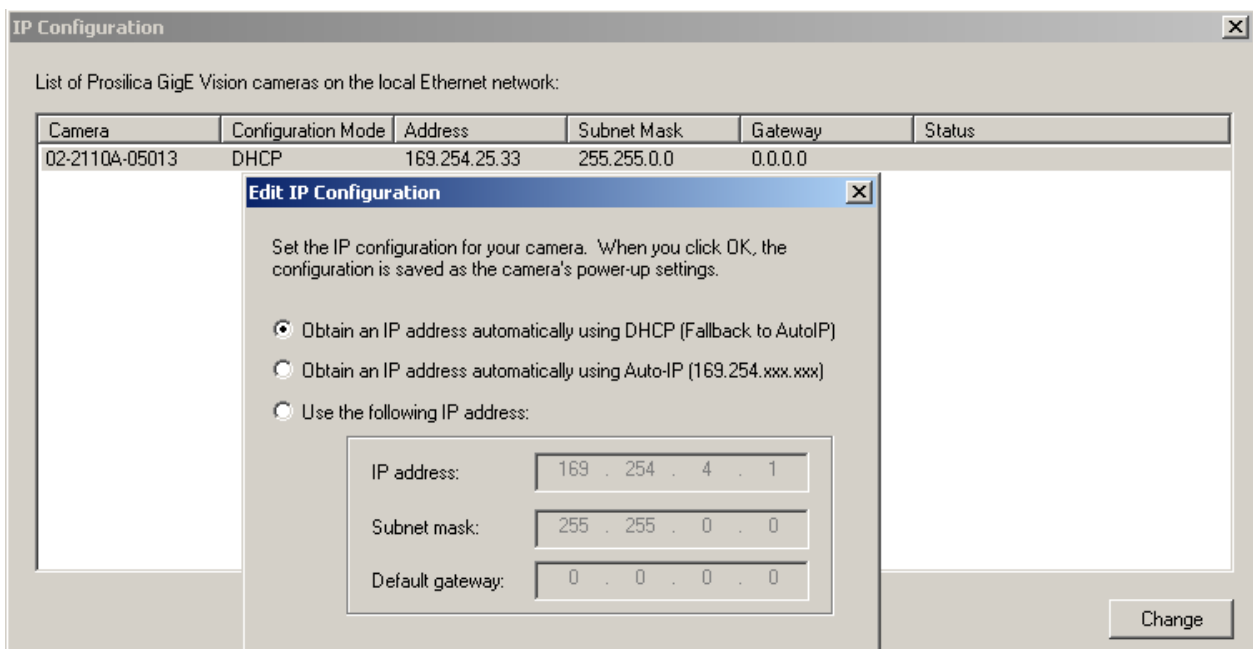 IP Configuration
List of Prosilica GigE Vision cameras on the local Ethernet network:
Camera Configuration Mode Address Subnet Mask Gateway Status
02-2110A-05013 DHCP 169.254.25.33 255.255.0.0 0.0.0.0
Edit IP Configuration
Set the IP configuration for your camera. When you click OK, the
configuration is saved as the camera's power-up settings.
Obtain an IP address automatically using DHCP (Fallback to AutoIP)
Obtain an IP address automatically using Auto-IP (169.254.xxx.xxx)
Use the following IP address:
IP address: 169 . 254 . 4 . 1
Subnet mask: 255 . 255 . 0 . 0
Default gateway: 0 . 0 . 0 . 0
Change